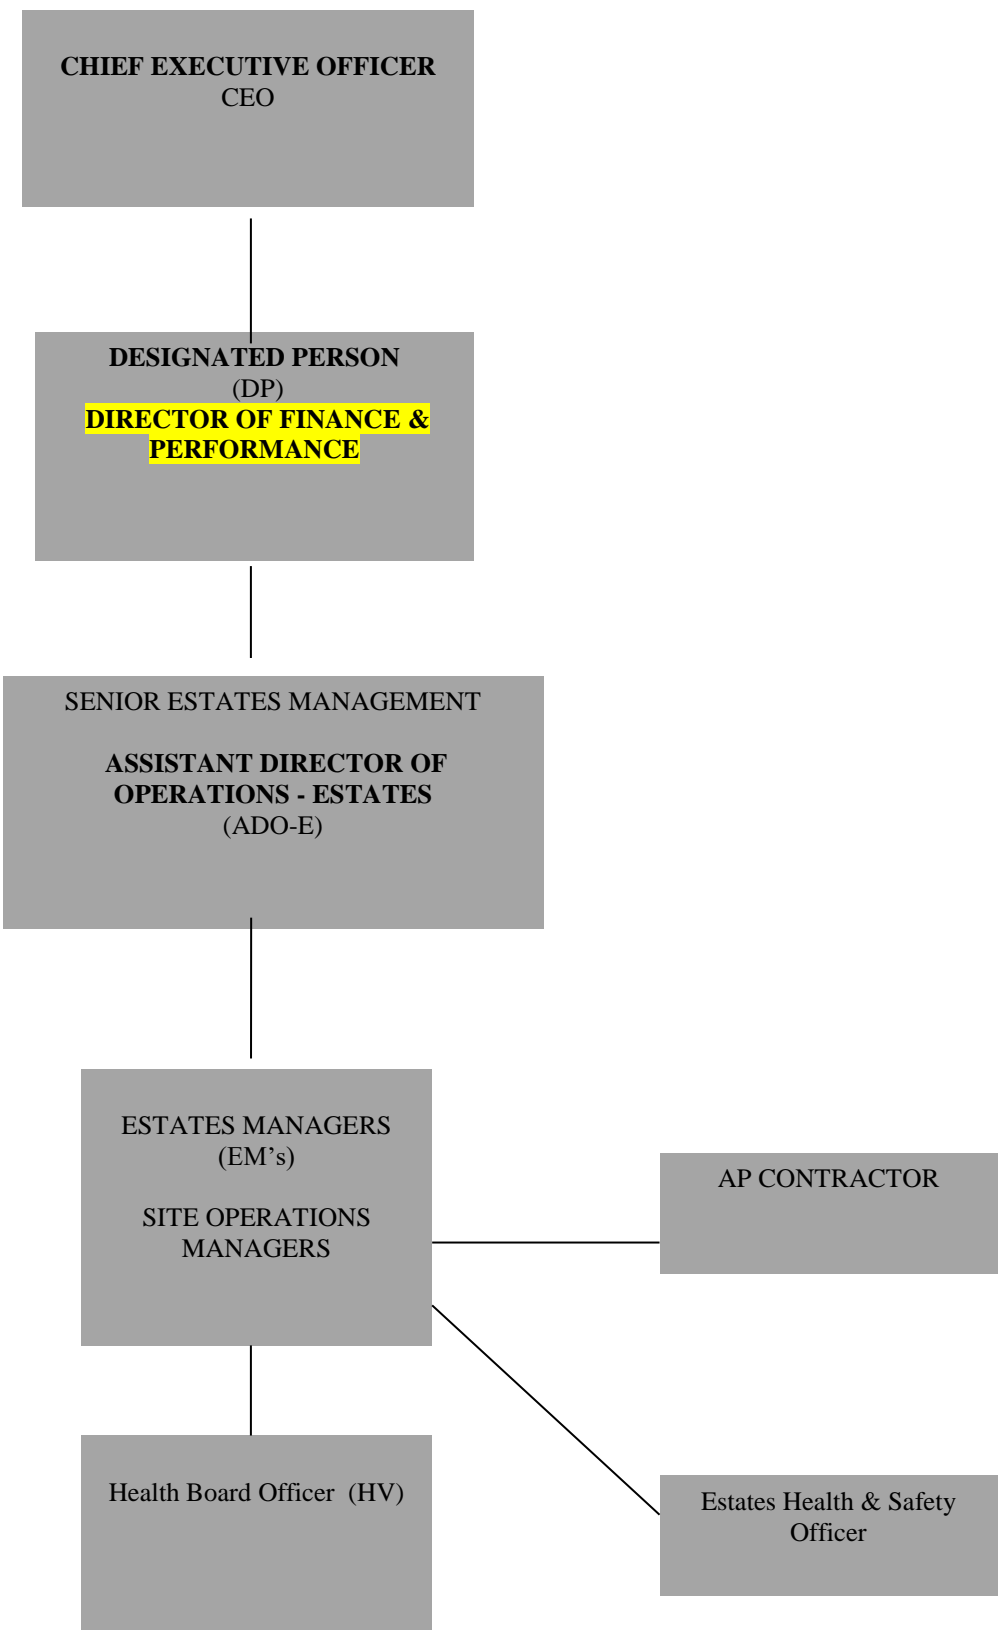 CHIEF EXECUTIVE OFFICER
CEO
DESIGNATED PERSON
(DP)
DIRECTOR OF FINANCE &
PERFORMANCE
SENIOR ESTATES MANAGEMENT
ASSISTANT DIRECTOR OF
OPERATIONS - ESTATES
(ADO-E)
ESTATES MANAGERS
(EM’s)
SITE OPERATIONS
MANAGERS
AP CONTRACTOR
Health Board Officer  (HV)
Estates Health & Safety
Officer